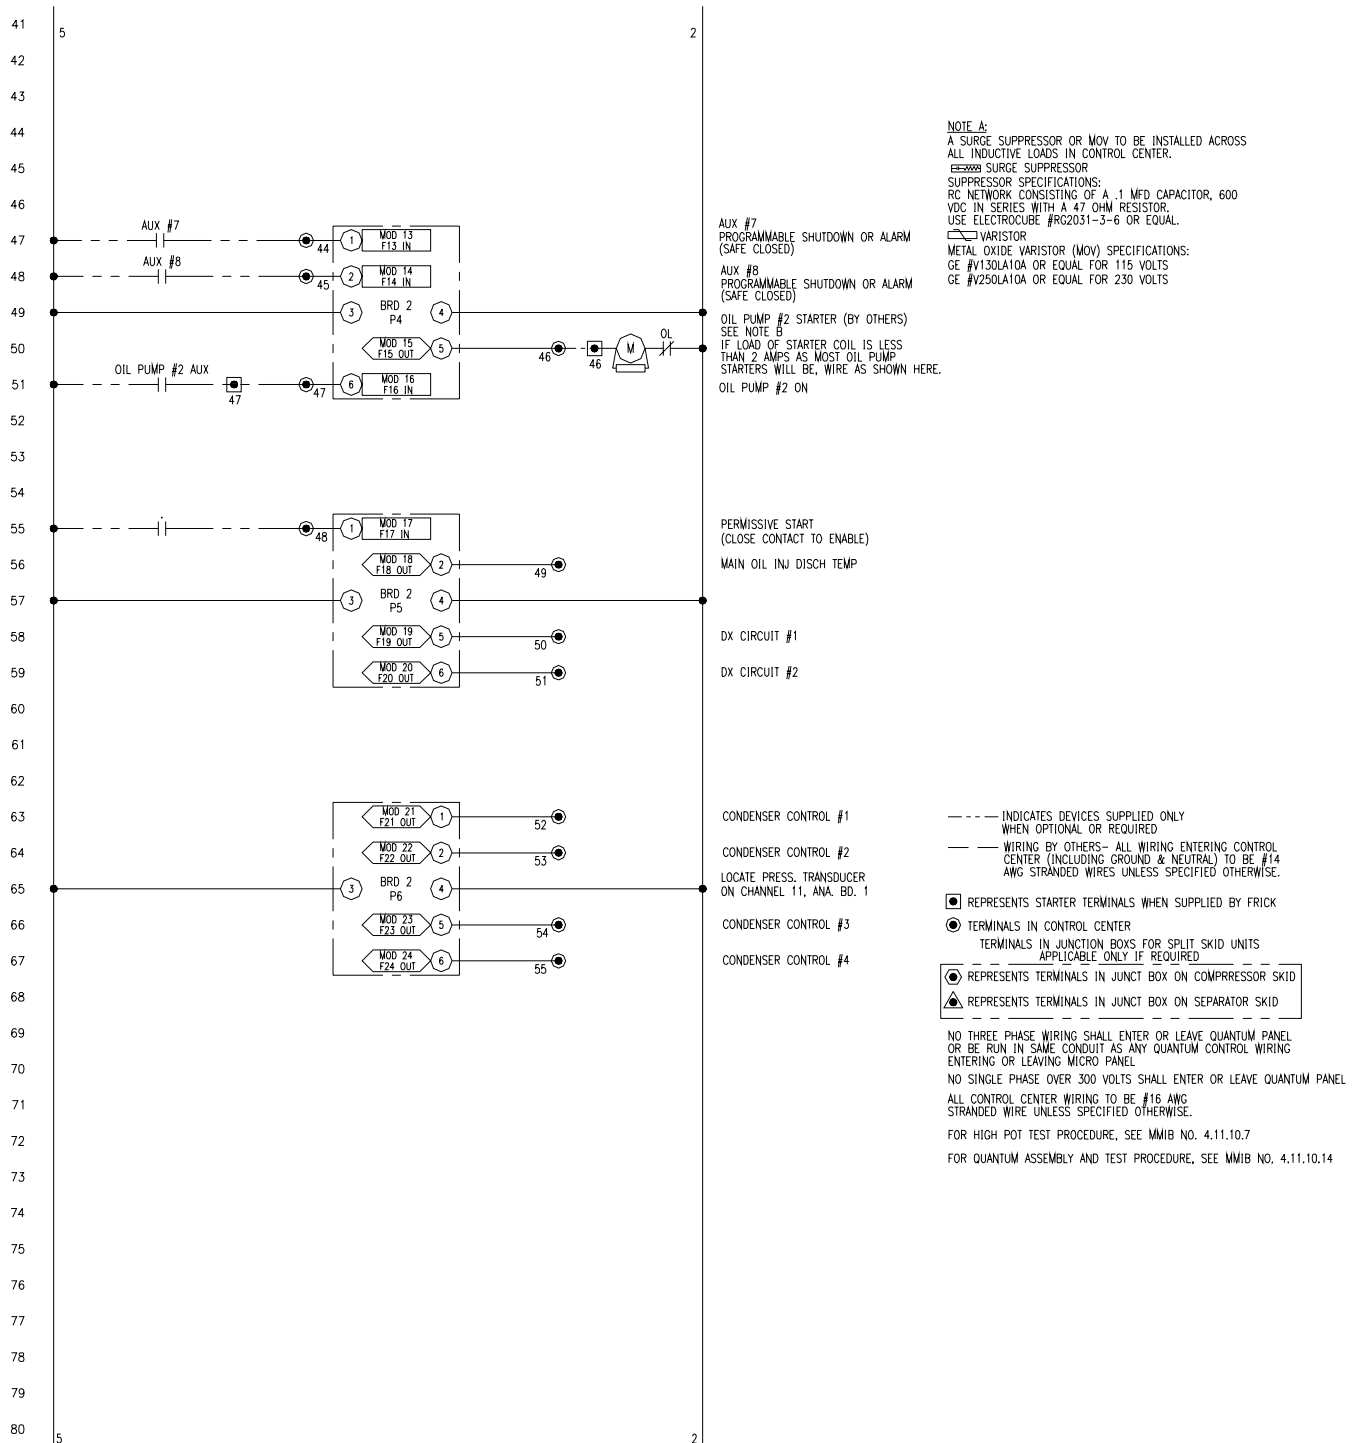 41
5
2
42
43
44
45
46
47
AUX #7
44
1
MOD 13
F13 IN
AUX #7
PROGRAMMABLE SHUTDOWN OR ALARM
(SAFE CLOSED)
48
AUX #8
45
2
MOD 14
F14 IN
AUX #8
PROGRAMMABLE SHUTDOWN OR ALARM
(SAFE CLOSED)
49
3
BRD 2
P4
4
OIL PUMP #2 STARTER (BY OTHERS)
SEE NOTE B
IF LOAD OF STARTER COIL IS LESS
THAN 2 AMPS AS MOST OIL PUMP
STARTERS WILL BE, WIRE AS SHOWN HERE.
50
MOD 15
F15 OUT
5
46
46
M
OL
51
OIL PUMP #2 AUX
47
47
6
MOD 16
F16 IN
OIL PUMP #2 ON
52
53
54
55
48
1
MOD 17
F17 IN
PERMISSIVE START
(CLOSE CONTACT TO ENABLE)
56
MOD 18
F18 OUT
2
49
MAIN OIL INJ DISCH TEMP
57
3
BRD 2
P5
4
58
MOD 19
F19 OUT
5
50
DX CIRCUIT #1
59
MOD 20
F20 OUT
6
51
DX CIRCUIT #2
60
61
62
63
MOD 21
F21 OUT
1
52
CONDENSER CONTROL #1
64
MOD 22
F22 OUT
2
53
CONDENSER CONTROL #2
65
3
BRD 2
P6
4
LOCATE PRESS. TRANSDUCER
ON CHANNEL 11, ANA. BD. 1
66
MOD 23
F23 OUT
5
54
CONDENSER CONTROL #3
67
MOD 24
F24 OUT
6
55
CONDENSER CONTROL #4
68
69
70
71
72
73
74
75
76
77
78
79
80
5
2
NOTE A:
A SURGE SUPPRESSOR OR MOV TO BE INSTALLED ACROSS
ALL INDUCTIVE LOADS IN CONTROL CENTER.
SURGE SUPPRESSOR
SUPPRESSOR SPECIFICATIONS:
RC NETWORK CONSISTING OF A .1 MFD CAPACITOR, 600
VDC IN SERIES WITH A 47 OHM RESISTOR.
USE ELECTROCUBE #RG2031-3-6 OR EQUAL.
VARISTOR
METAL OXIDE VARISTOR (MOV) SPECIFICATIONS:
GE #V130LA10A OR EQUAL FOR 115 VOLTS
GE #V250LA10A OR EQUAL FOR 230 VOLTS
INDICATES DEVICES SUPPLIED ONLY
WHEN OPTIONAL OR REQUIRED
WIRING BY OTHERS- ALL WIRING ENTERING CONTROL
CENTER (INCLUDING GROUND & NEUTRAL) TO BE #14
AWG STRANDED WIRES UNLESS SPECIFIED OTHERWISE.
REPRESENTS STARTER TERMINALS WHEN SUPPLIED BY FRICK
TERMINALS IN CONTROL CENTER
TERMINALS IN JUNCTION BOXS FOR SPLIT SKID UNITS
APPLICABLE ONLY IF REQUIRED
REPRESENTS TERMINALS IN JUNCT BOX ON COMPRRESSOR SKID
REPRESENTS TERMINALS IN JUNCT BOX ON SEPARATOR SKID
NO THREE PHASE WIRING SHALL ENTER OR LEAVE QUANTUM PANEL
OR BE RUN IN SAME CONDUIT AS ANY QUANTUM CONTROL WIRING
ENTERING OR LEAVING MICRO PANEL
NO SINGLE PHASE OVER 300 VOLTS SHALL ENTER OR LEAVE QUANTUM PANEL
ALL CONTROL CENTER WIRING TO BE #16 AWG
STRANDED WIRE UNLESS SPECIFIED OTHERWISE.
FOR HIGH POT TEST PROCEDURE, SEE MMIB NO. 4.11.10.7
FOR QUANTUM ASSEMBLY AND TEST PROCEDURE, SEE MMIB NO. 4.11.10.14